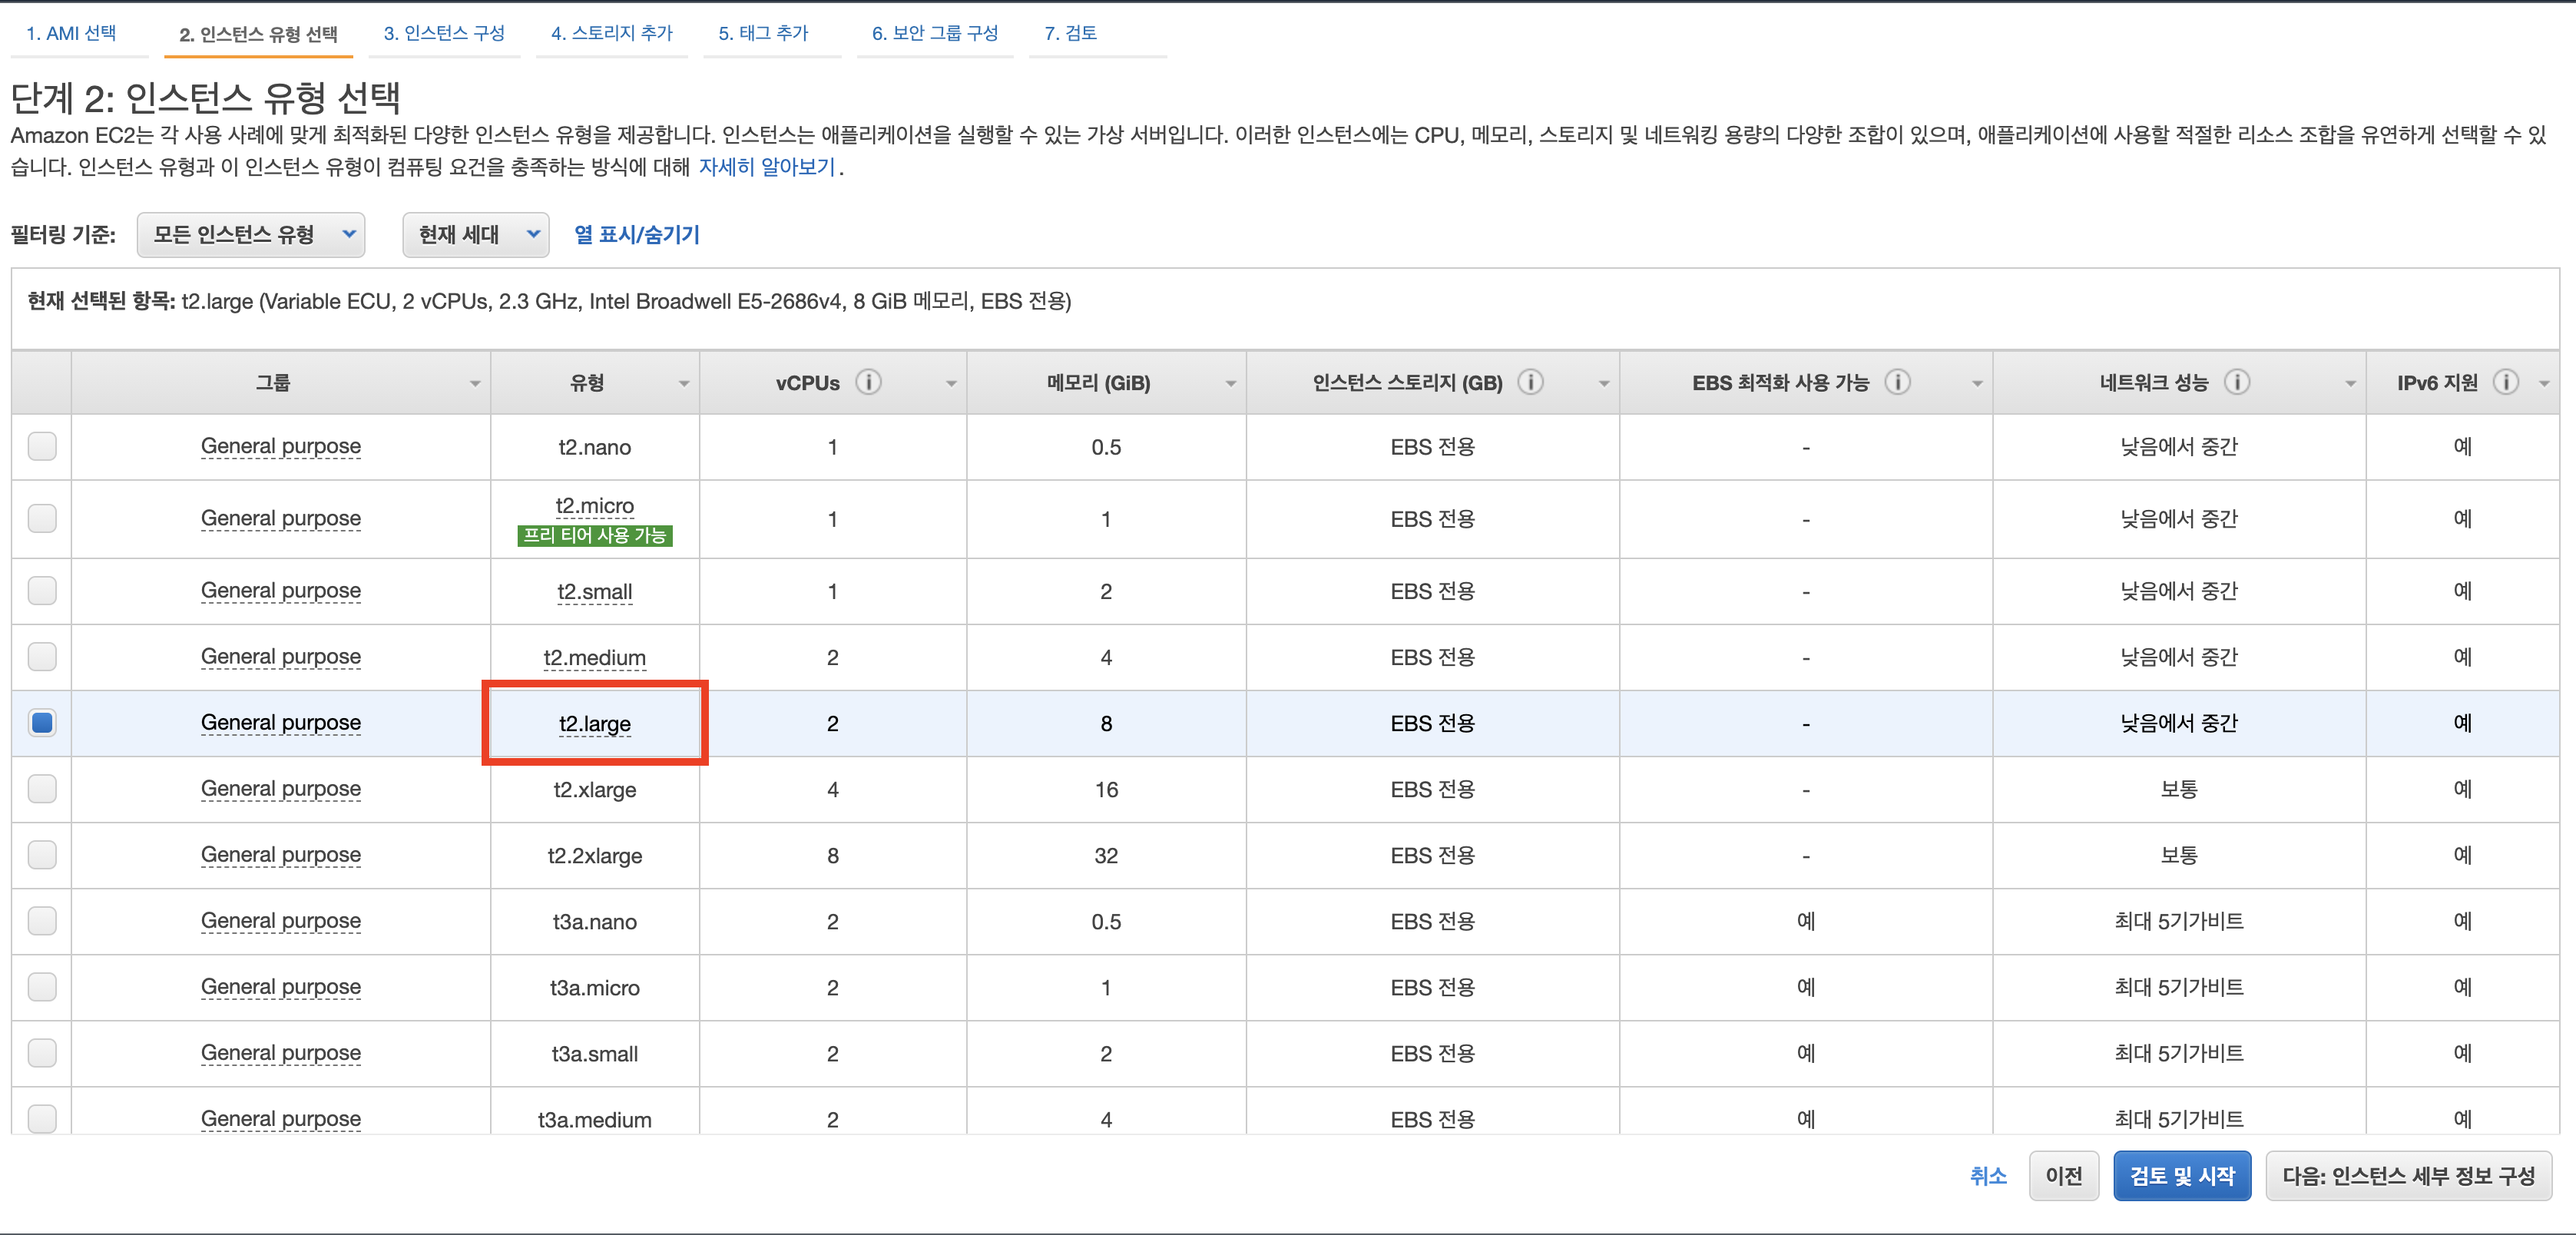 1. AMI 선택 2. 인스턴스 유형 선택 3. 인스턴스 구성 4. 스토리지 추가 5. 태그 추가 6. 보안 그룹 구성 7. 검토
단계 2: 인스턴스 유형 선택
Amazon EC2는 각 사용 사례에 맞게 최적화된 다양한 인스턴스 유형을 제공합니다. 인스턴스는 애플리케이션을 실행할 수 있는 가상 서버입니다. 이러한 인스턴스에는 CPU, 메모리, 스토리지 및 네트워킹 용량의 다양한 조합이 있으며, 애플리케이션에 사용할 적절한 리소스 조합을 유연하게 선택할 수 있
습니다. 인스턴스 유형과 이 인스턴스 유형이 컴퓨팅 요건을 충족하는 방식에 대해 자세히 알아보기.
필터링 기준: 모든 인스턴스 유형 현재 세대 열 표시/숨기기
현재 선택된 항목: t2.large (Variable ECU, 2 vCPUs, 2.3 GHz, Intel Broadwell E5-2686v4, 8 GiB 메모리, EBS 전용)
그룹 유형 vCPUs 메모리 (GiB) 인스턴스 스토리지 (GB) EBS 최적화 사용 가능 네트워크 성능 IPv6 지원
General purpose t2.nano 1 0.5 EBS 전용 - 낮음에서 중간 예
General purpose t2.micro 1 1 EBS 전용 - 낮음에서 중간 예
프리 티어 사용 가능
General purpose t2.small 1 2 EBS 전용 - 낮음에서 중간 예
General purpose t2.medium 2 4 EBS 전용 - 낮음에서 중간 예
General purpose t2.large 2 8 EBS 전용 - 낮음에서 중간 예
General purpose t2.xlarge 4 16 EBS 전용 - 보통 예
General purpose t2.2xlarge 8 32 EBS 전용 - 보통 예
General purpose t3a.nano 2 0.5 EBS 전용 예 최대 5기가비트 예
General purpose t3a.micro 2 1 EBS 전용 예 최대 5기가비트 예
General purpose t3a.small 2 2 EBS 전용 예 최대 5기가비트 예
General purpose t3a.medium 2 4 EBS 전용 예 최대 5기가비트 예
취소 이전 검토 및 시작 다음: 인스턴스 세부 정보 구성